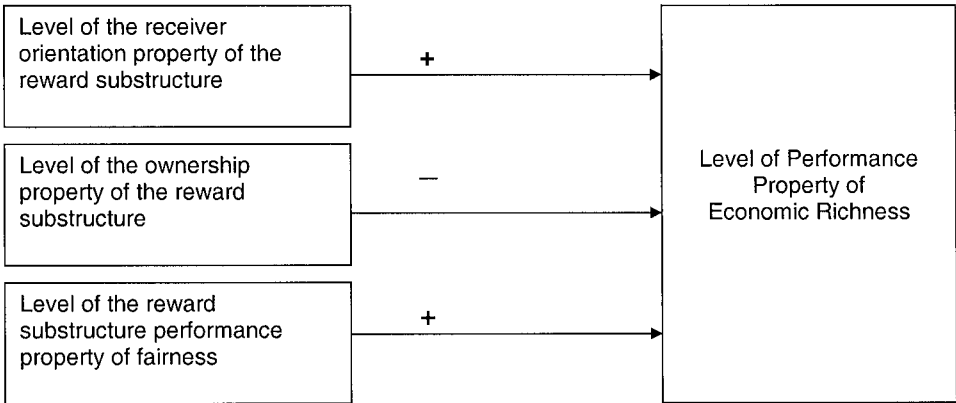 Level of the receiver
orientation property of the
reward substructure
+
Level of the ownership
property of the reward
substructure
—
Level of the reward
substructure performance
property of fairness
+
Level of Performance
Property of
Economic Richness